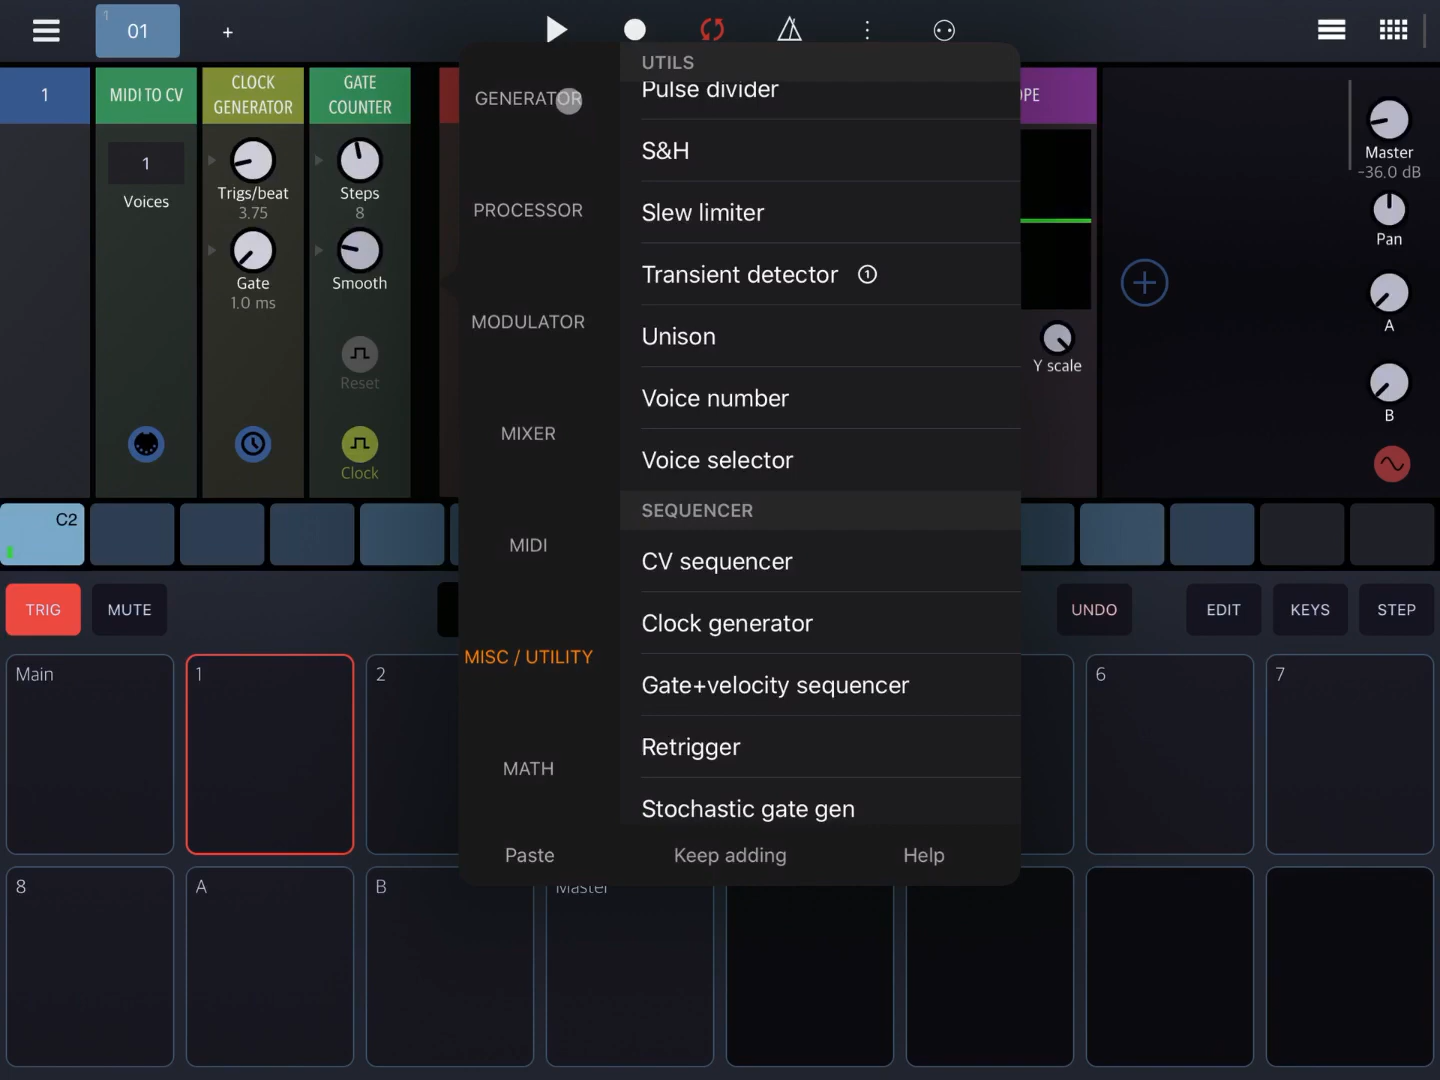 1
01
+
1
MIDI TO CV
CLOCK
GENERATOR
GATE
COUNTER
OPE
1
Voices
Trigs/beat
3.75
Gate
1.0 ms
Steps
8
Smooth
Reset
Clock
GENERATOR
PROCESSOR
MODULATOR
MIXER
MIDI
MISC / UTILITY
MATH
UTILS
Pulse divider
S&H
Slew limiter
Transient detector 1
Unison
Voice number
Voice selector
SEQUENCER
CV sequencer
Clock generator
Gate+velocity sequencer
Retrigger
Stochastic gate gen
Paste
Keep adding
Help
Y scale
Master
-36.0 dB
Pan
A
B
C2
TRIG
MUTE
UNDO
EDIT
KEYS
STEP
Main
1
2
6
7
8
A
B
Master